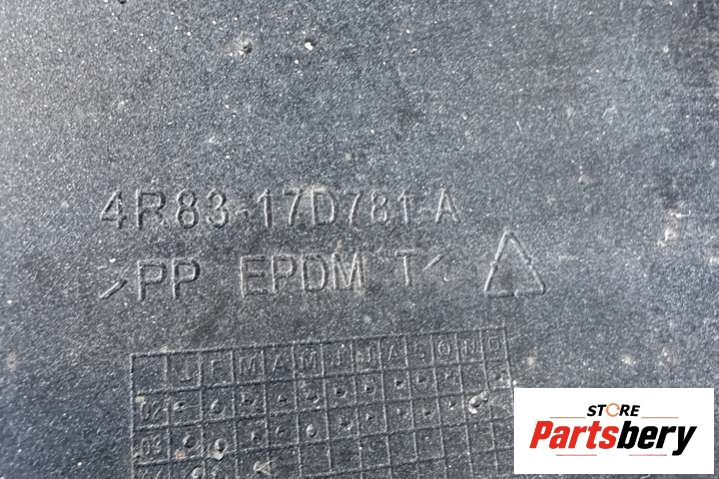 4R83-17D781-A
>PP EPDM T<
J F M A M J J A S O N D
02
03
STORE
Partsbery